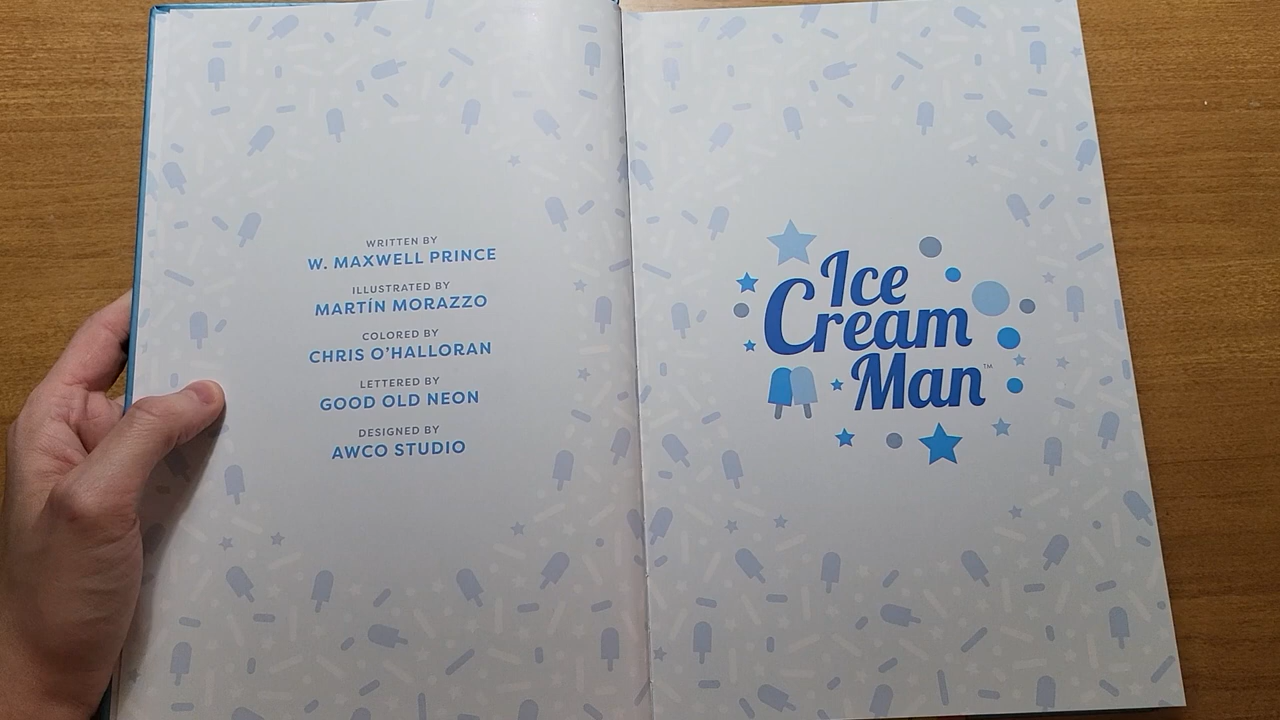 WRITTEN BY
W. MAXWELL PRINCE
ILLUSTRATED BY
MARTÍN MORAZZO
COLORED BY
CHRIS O'HALLORAN
LETTERED BY
GOOD OLD NEON
DESIGNED BY
AWCO STUDIO
Ice
Cream
Man™